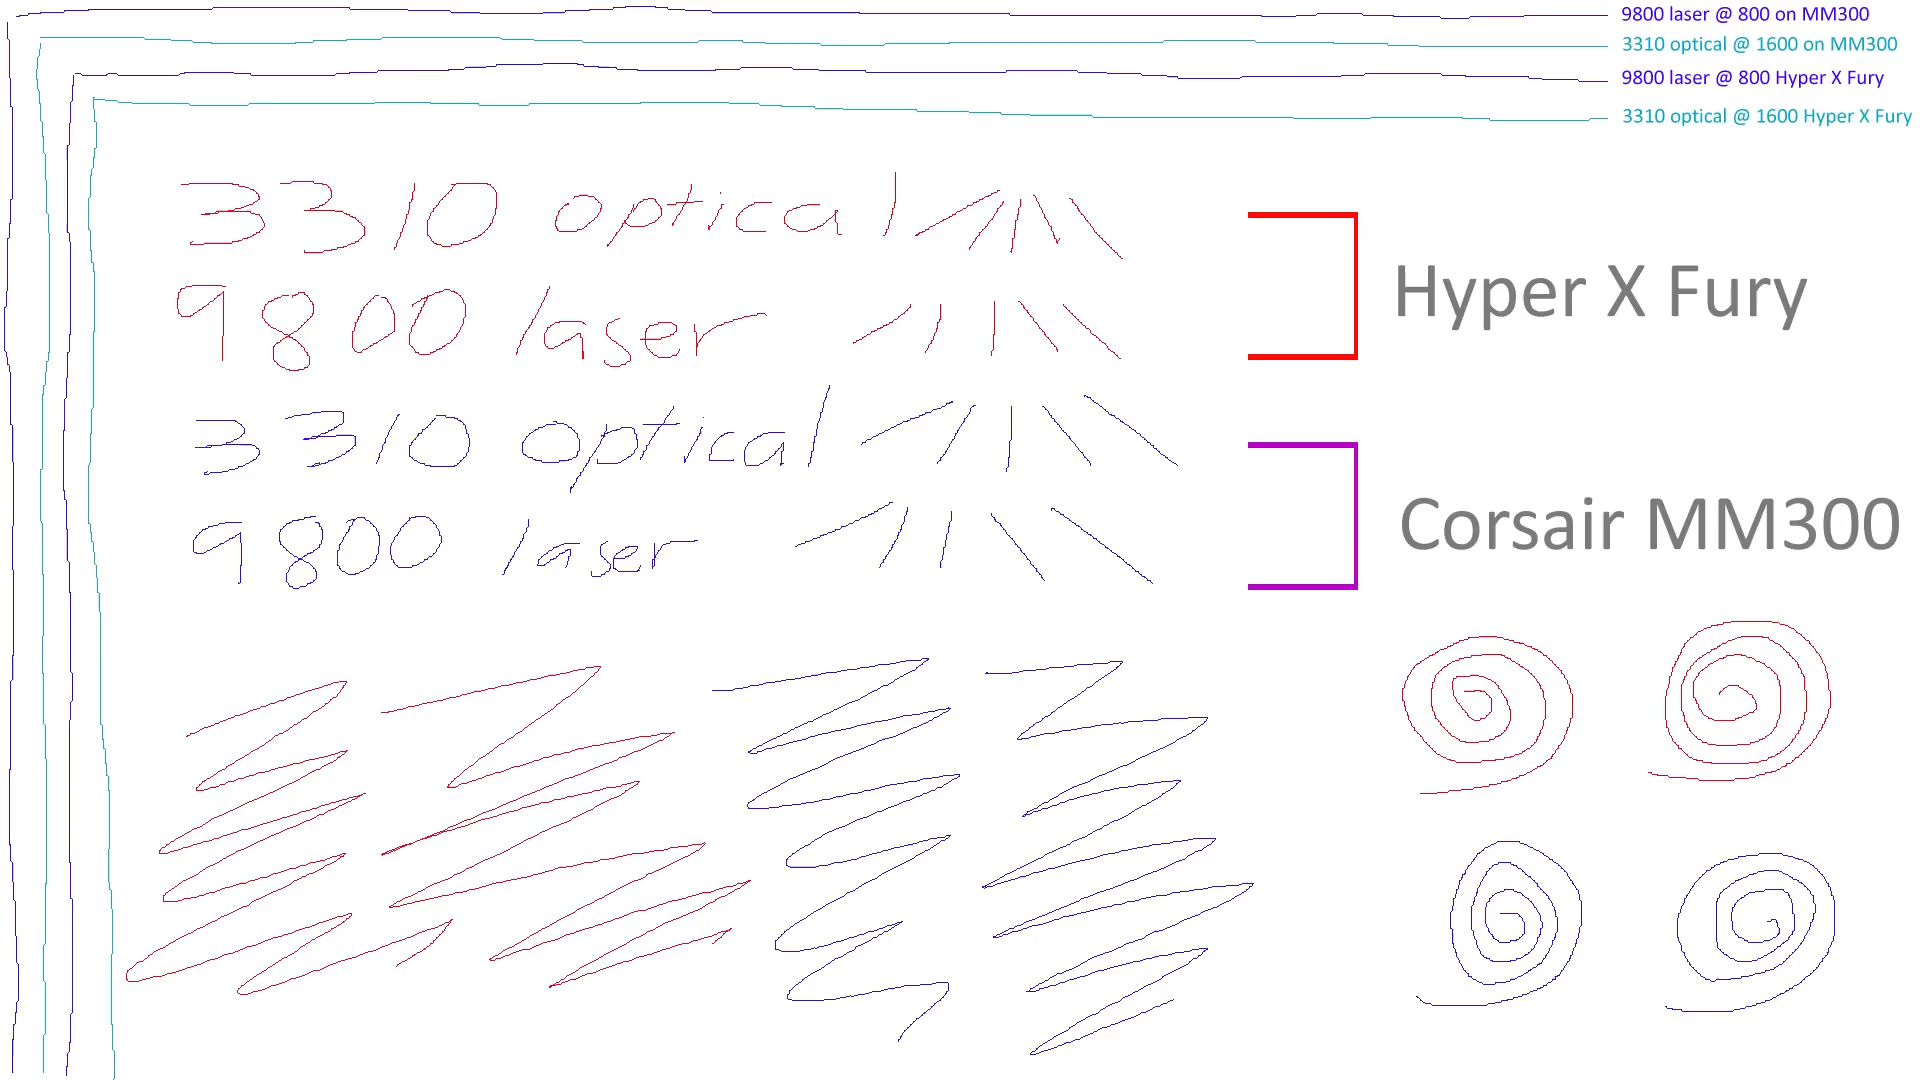 9800 laser @ 800 on MM300
3310 optical @ 1600 on MM300
9800 laser @ 800 Hyper X Fury
3310 optical @ 1600 Hyper X Fury
3310 optical
9800 laser
Hyper X Fury
3310 optical
9800 laser
Corsair MM300